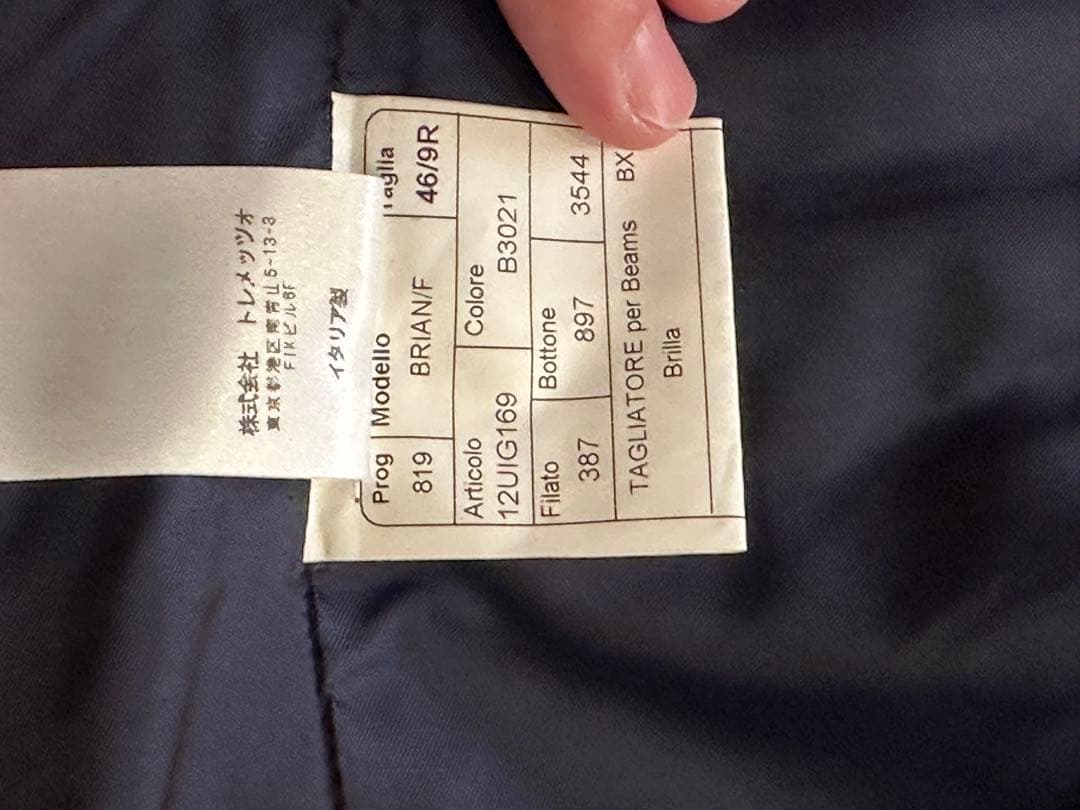 株式会社 トレメッツォ
東京都港区南青山5-13-3
FIKビル6F
イタリア製
Prog Modello Taglia
819 BRIAN/F 46/9R
Articolo Colore
12UIG169 B3021
Filato Bottone
387 897 3544
TAGLIATORE per Beams BX
Brilla